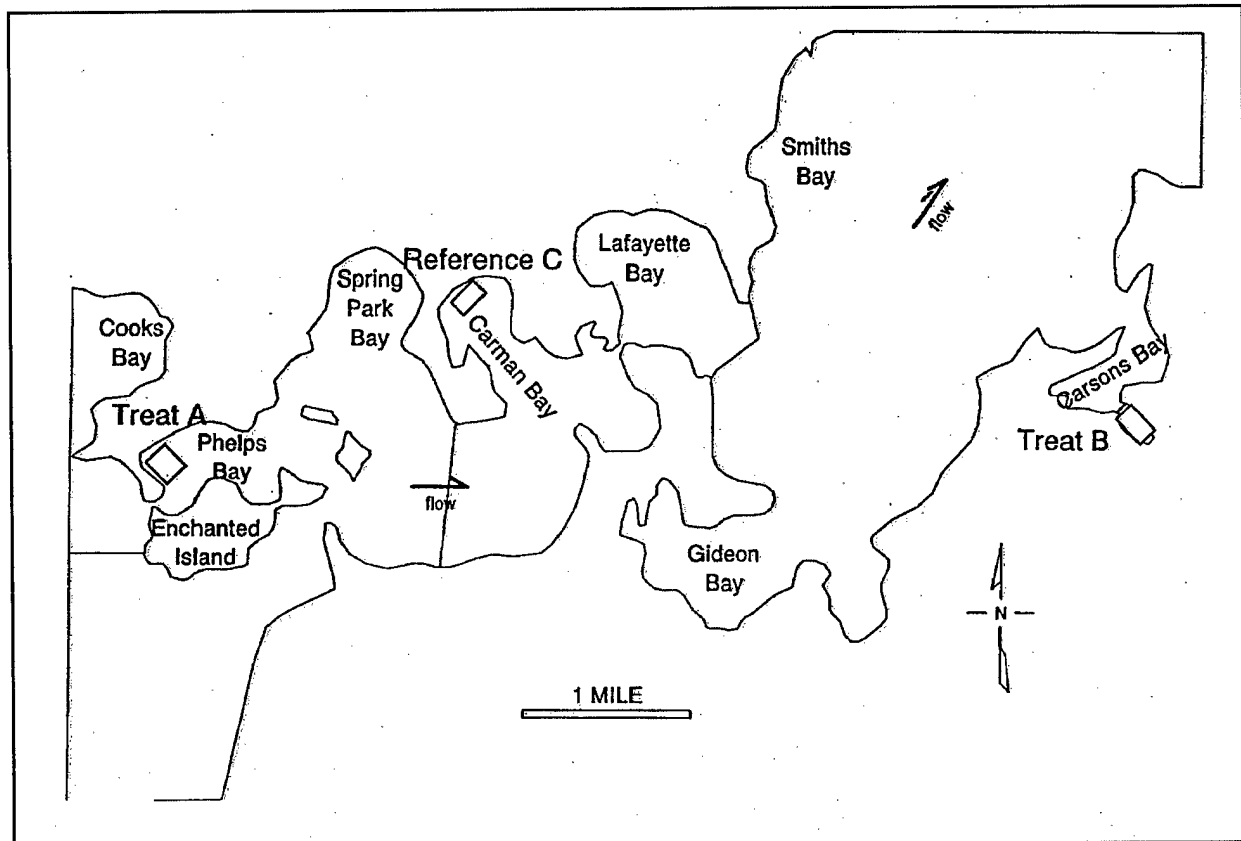 Smiths
Bay
flow
Lafayette
Bay
Reference C
Spring
Park
Bay
Carman Bay
Cooks
Bay
Carsons Bay
Treat A
Phelps
Bay
Treat B
flow
Enchanted
Island
Gideon
Bay
N
1 MILE